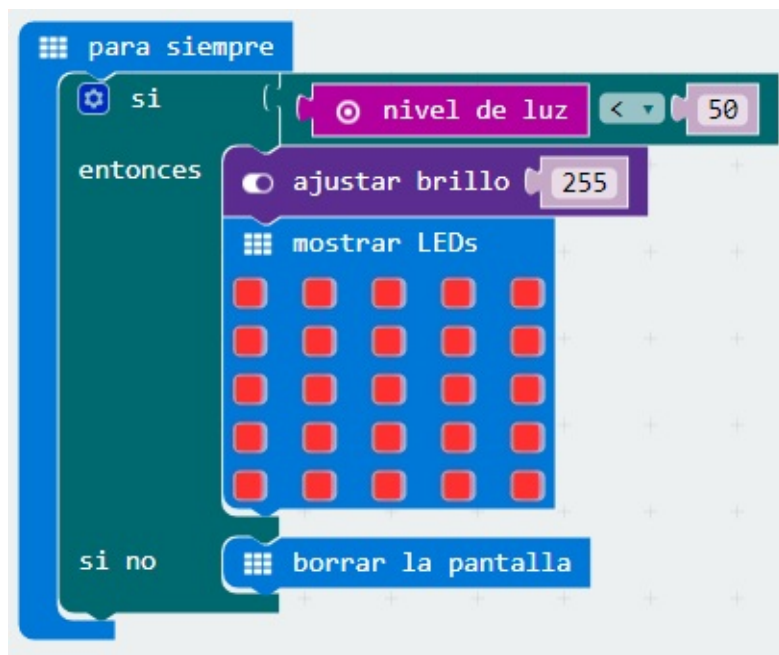 para siempre
si nivel de luz < 50
entonces ajustar brillo 255
mostrar LEDs
si no borrar la pantalla